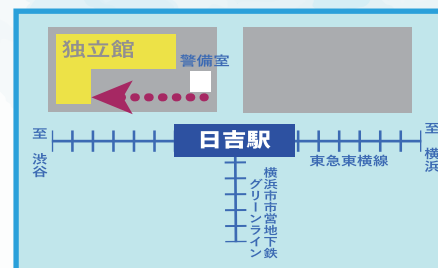 独立館
警備室
至 渋谷
日吉駅
至 横浜
東急東横線
横浜市市営地下鉄
グリーンライン